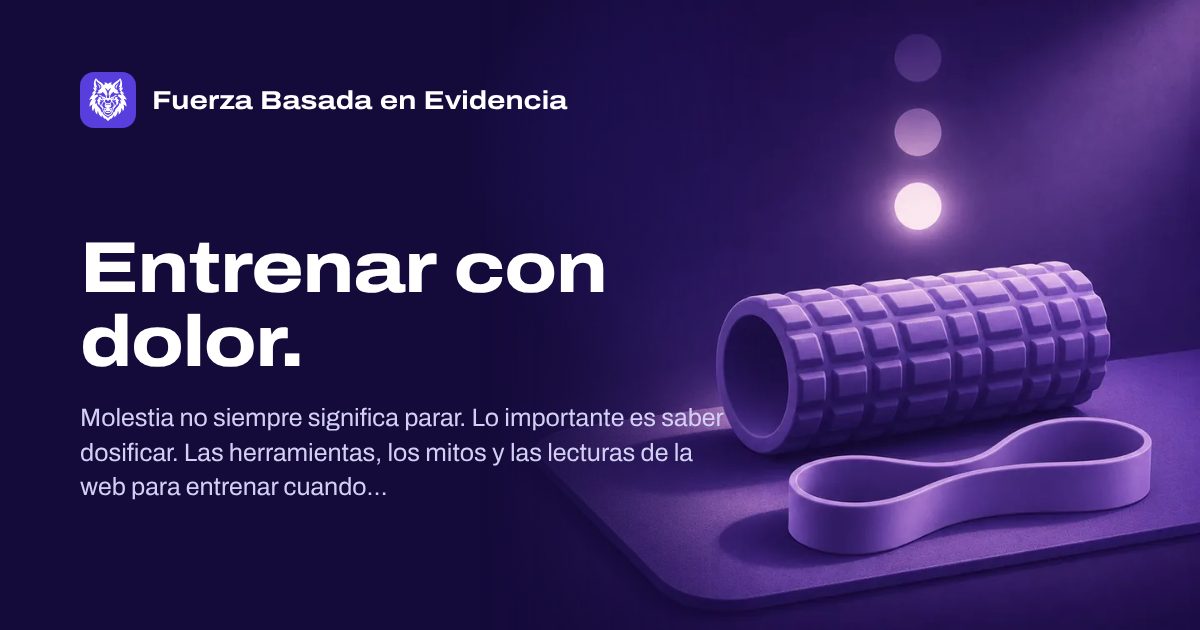 Fuerza Basada en Evidencia
Entrenar con
dolor.
Molestia no siempre significa parar. Lo importante es saber
dosificar. Las herramientas, los mitos y las lecturas de la
web para entrenar cuando...